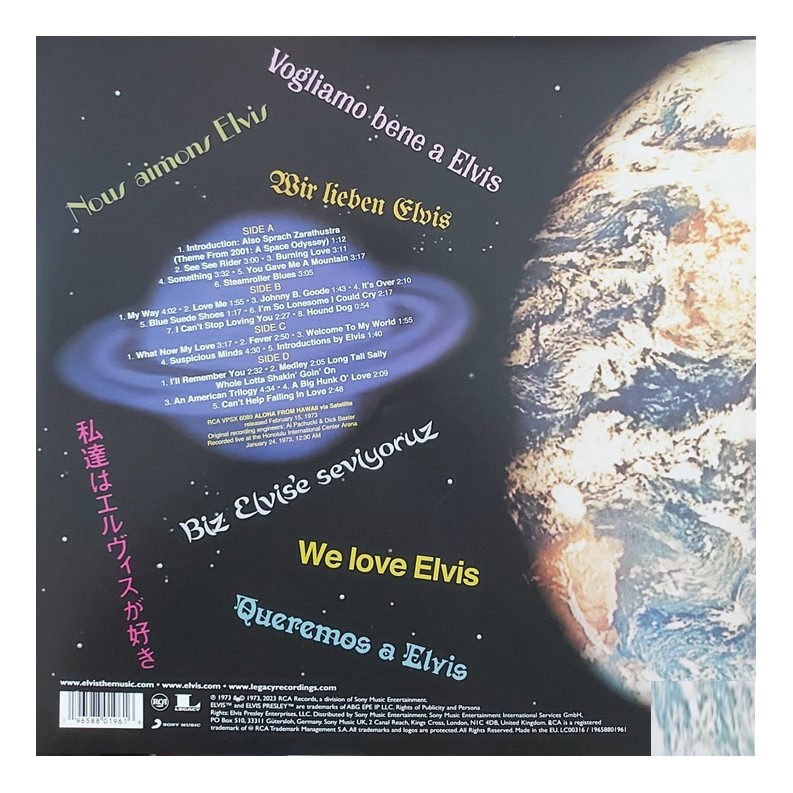 Vogliamo bene a Elvis
Nous aimons Elvis
Wir lieben Elvis
SIDE A
1. Introduction: Also Sprach Zarathustra
(Theme From 2001: A Space Odyssey) 1:12
2. See See Rider 3:00 • 3. Burning Love 3:11
4. Something 3:32 • 5. You Gave Me A Mountain 3:17
6. Steamroller Blues 3:05
SIDE B
1. My Way 4:02 • 2. Love Me 1:55 • 3. Johnny B. Goode 1:43 • 4. It's Over 2:10
5. Blue Suede Shoes 1:17 • 6. I'm So Lonesome I Could Cry 2:17
7. I Can't Stop Loving You 2:27 • 8. Hound Dog 0:54
SIDE C
1. What Now My Love 3:17 • 2. Fever 2:50 • 3. Welcome To My World 1:55
4. Suspicious Minds 4:30 • 5. Introductions by Elvis 1:40
SIDE D
1. I'll Remember You 2:32 • 2. Medley 2:05 Long Tall Sally
Whole Lotta Shakin' Goin' On
3. An American Trilogy 4:34 • 4. A Big Hunk O' Love 2:09
5. Can't Help Falling In Love 2:48
RCA VPSX 6089 ALOHA FROM HAWAII via Satellite
released February 15, 1973
Original recording engineers: Al Pachucki & Dick Baxter
Recorded live at the Honolulu International Center Arena
January 24, 1973, 12:30 AM
私達はエルヴィスが好き
Biz Elvis'e seviyoruz
We love Elvis
Queremos a Elvis
www.elvisthemusic.com • www.elvis.com • www.legacyrecordings.com
℗ 1973 & © 1973, 2023 RCA Records, a division of Sony Music Entertainment.
ELVIS™ and ELVIS PRESLEY™ are trademarks of ABG EPE IP LLC. Rights of Publicity and Persona
Rights: Elvis Presley Enterprises, LLC. Distributed by Sony Music Entertainment. Sony Music Entertainment International Services GmbH,
PO Box 510, 33311 Gütersloh, Germany. Sony Music UK, 2 Canal Reach, Kings Cross, London, N1C 4DB, United Kingdom. RCA is a registered
trademark of ® RCA Trademark Management S.A. All trademarks and logos are protected. All Rights Reserved. Made in the EU. LC00316 / 19658801961
RCA
L
LEGACY
SONY MUSIC
1 96588 01961 8